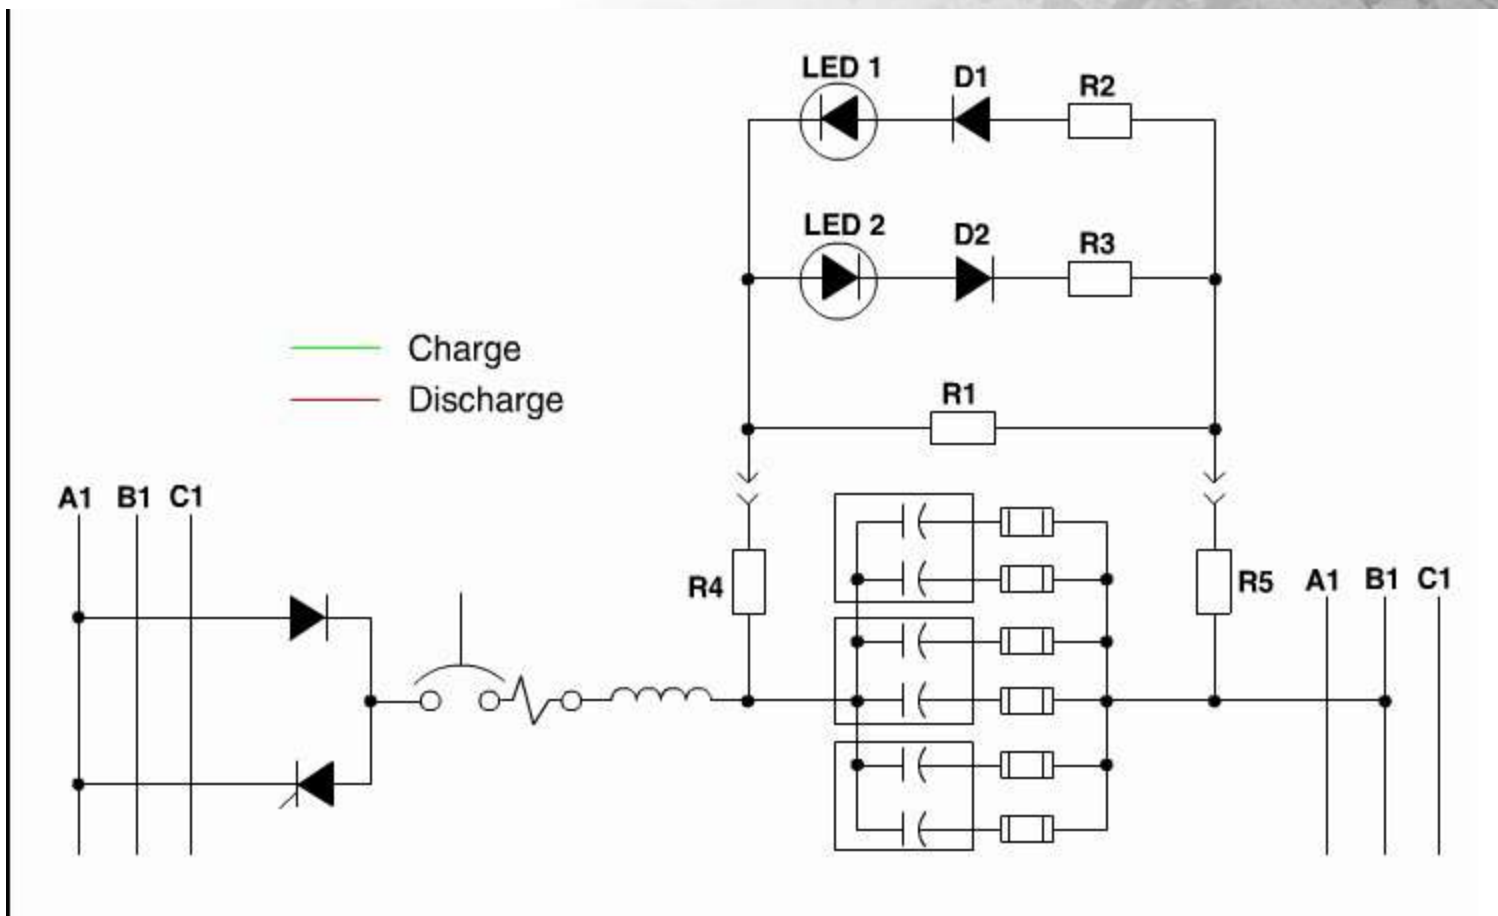 LED 1
D1
R2
LED 2
D2
R3
Charge
Discharge
R1
A1 B1 C1
R4
R5
A1 B1 C1